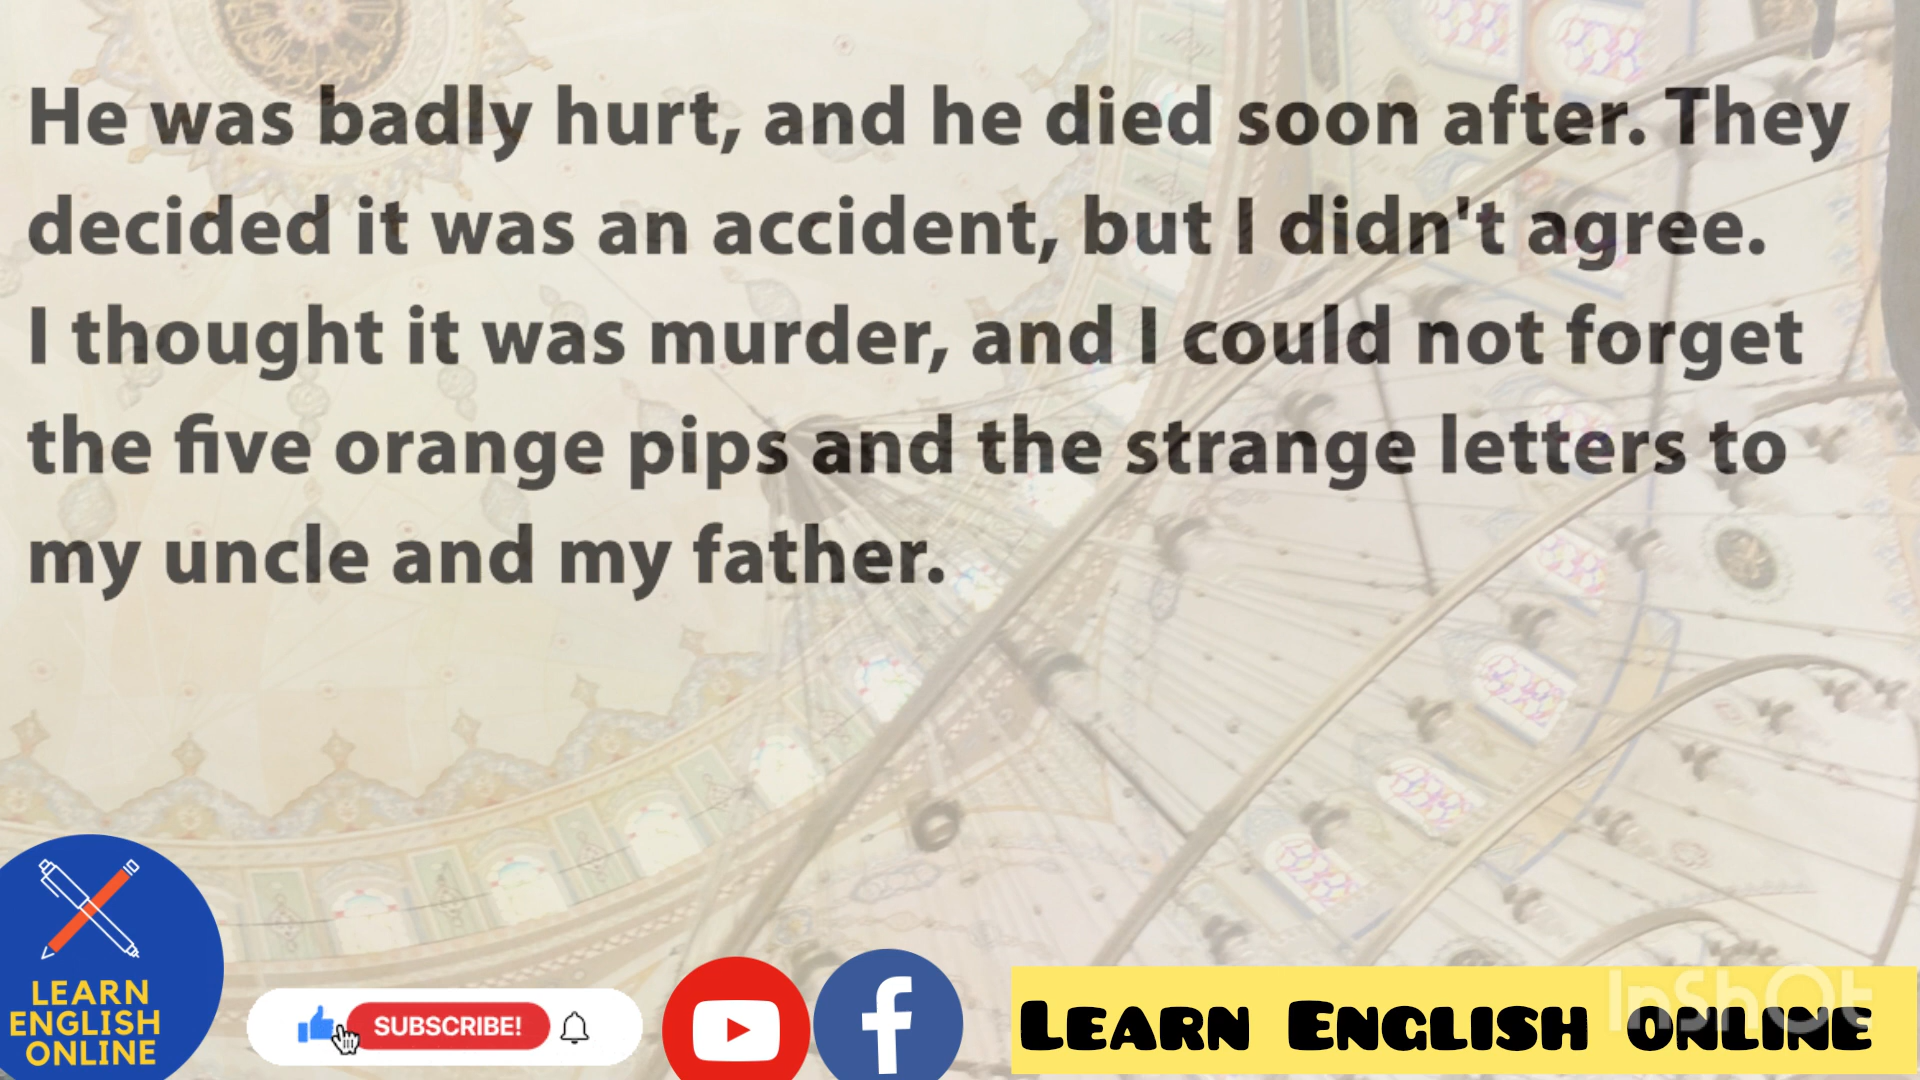 He was badly hurt, and he died soon after. They
decided it was an accident, but I didn't agree.
I thought it was murder, and I could not forget
the five orange pips and the strange letters to
my uncle and my father.
LEARN
ENGLISH
ONLINE
SUBSCRIBE!
LEARN ENGLISH ONLINE
InShOt